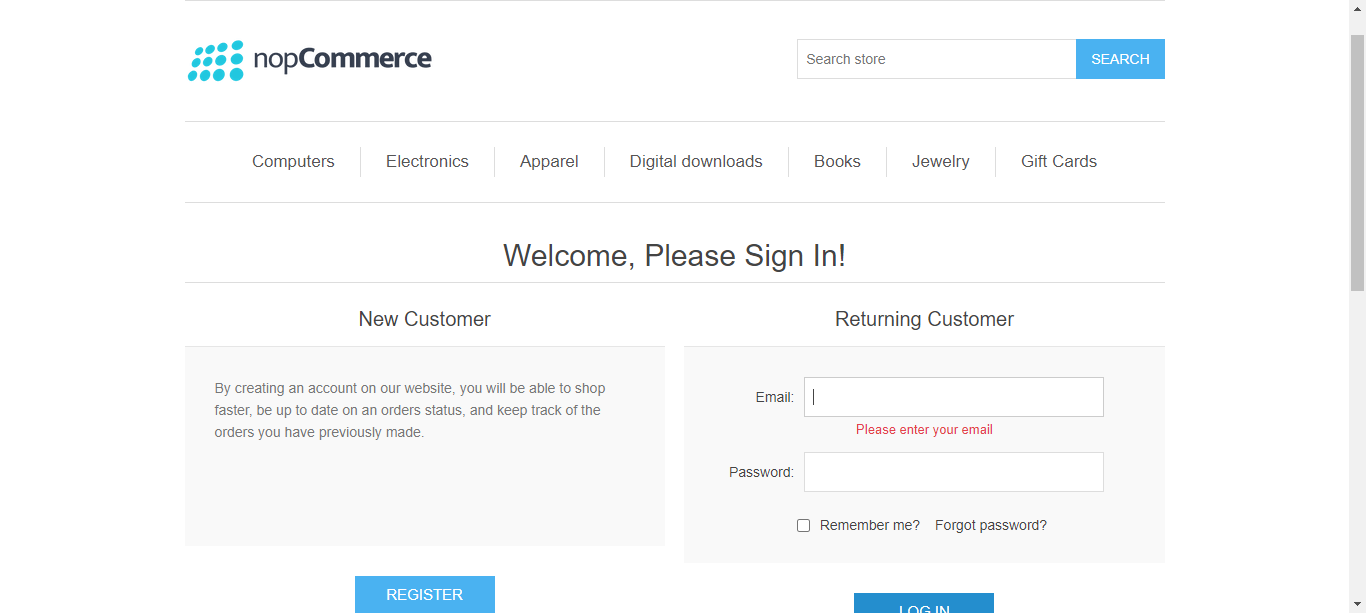 nopCommerce
Search store
SEARCH
Computers
Electronics
Apparel
Digital downloads
Books
Jewelry
Gift Cards
Welcome, Please Sign In!
New Customer
By creating an account on our website, you will be able to shop
faster, be up to date on an orders status, and keep track of the
orders you have previously made.
REGISTER
Returning Customer
Email:
Please enter your email
Password:
Remember me?
Forgot password?
LOG IN